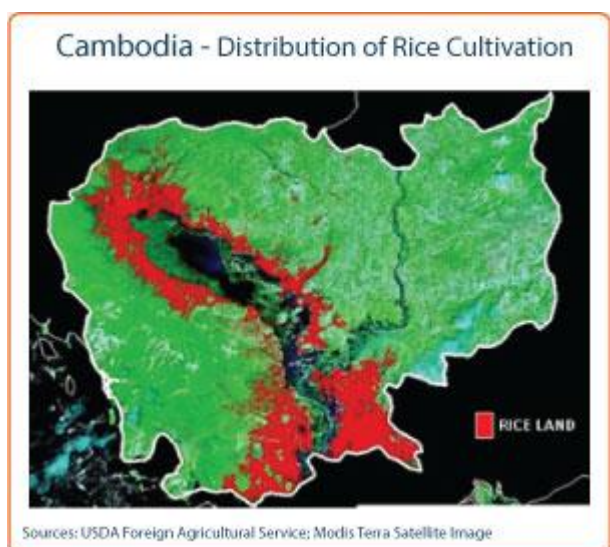 Cambodia - Distribution of Rice Cultivation
RICE LAND
Sources: USDA Foreign Agricultural Service; Modis Terra Satellite Image